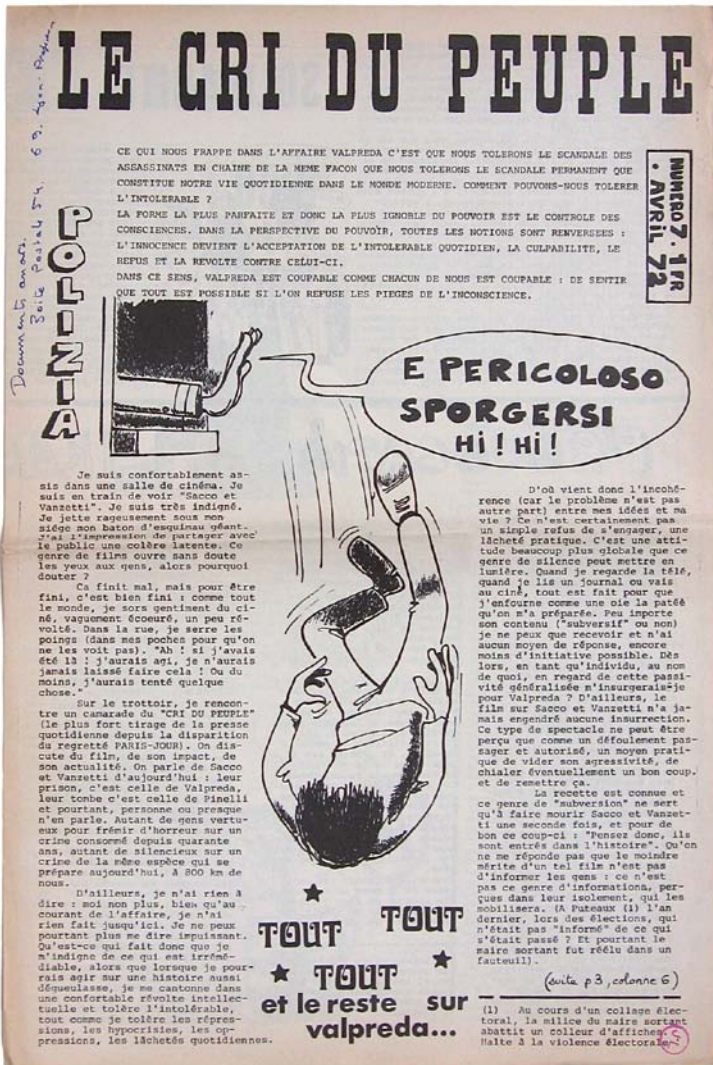 LE CRI DU PEUPLE
Documents anars.
Boite Postale 54. 69. Lyon.
CE QUI NOUS FRAPPE DANS L'AFFAIRE VALPREDA C'EST QUE NOUS TOLERONS LE SCANDALE DES
ASSASSINATS EN CHAINE DE LA MEME FACON QUE NOUS TOLERONS LE SCANDALE PERMANENT QUE
CONSTITUE NOTRE VIE QUOTIDIENNE DANS LE MONDE MODERNE. COMMENT POUVONS-NOUS TOLERER
L'INTOLERABLE ?
LA FORME LA PLUS PARFAITE ET DONC LA PLUS IGNOBLE DU POUVOIR EST LE CONTROLE DES
CONSCIENCES. DANS LA PERSPECTIVE DU POUVOIR, TOUTES LES NOTIONS SONT RENVERSEES :
L'INNOCENCE DEVIENT L'ACCEPTATION DE L'INTOLERABLE QUOTIDIEN, LA CULPABILITE, LE
REFUS ET LA REVOLTE CONTRE CELUI-CI.
DANS CE SENS, VALPREDA EST COUPABLE COMME CHACUN DE NOUS EST COUPABLE : DE SENTIR
QUE TOUT EST POSSIBLE SI L'ON REFUSE LES PIEGES DE L'INCONSCIENCE.
NUMERO 7 . 1 FR
. AVRIL 72
POLIZIA
E PERICOLOSO
SPORGERSI
Hi ! Hi !
Je suis confortablement as-
sis dans une salle de cinéma. Je
suis en train de voir "Sacco et
Vanzetti". Je suis très indigné.
Je jette rageusement sous mon
siége mon baton d'esquimau géant.
J'ai l'impression de partager avec
le public une colère latente. Ce
genre de films ouvre sans doute
les yeux aux gens, alors pourquoi
douter ?
Ca finit mal, mais pour être
fini, c'est bien fini : comme tout
le monde, je sors gentiment du ci-
né, vaguement écoeuré, un peu ré-
volté. Dans la rue, je serre les
poings (dans mes poches pour qu'on
ne les voit pas). "Ah ! si j'avais
été là ! j'aurais agi, je n'aurais
jamais laissé faire cela ! Ou du
moins, j'aurais tenté quelque
chose."
Sur le trottoir, je rencon-
tre un camarade du "CRI DU PEUPLE"
(le plus fort tirage de la presse
quotidienne depuis la disparition
du regretté PARIS-JOUR). On dis-
cute du film, de son impact, de
son actualité. On parle de Sacco
et Vanzetti d'aujourd'hui : leur
prison, c'est celle de Valpreda,
leur tombe c'est celle de Pinelli
et pourtant, personne ou presque
n'en parle. Autant de gens vertu-
eux pour frémir d'horreur sur un
crime consommé depuis quarante
ans, autant de silencieux sur un
crime de la même espèce qui se
prépare aujourd'hui, à 800 km de
nous.
D'ailleurs, je n'ai rien à
dire : moi non plus, bien qu'au
courant de l'affaire, je n'ai
rien fait jusqu'ici. Je ne peux
pourtant plus me dire impuissant.
Qu'est-ce qui fait donc que je
m'indigne de ce qui est irrémé-
diable, alors que lorsque je pour-
rais agir sur une histoire aussi
dégueulasse, je me cantonne dans
une confortable révolte intellec-
tuelle et tolère l'intolérable,
tout comme je tolère les répres-
sions, les hypocrisies, les op-
pressions, les lâchetés quotidiennes.
D'où vient donc l'incohé-
rence (car le problème n'est pas
autre part) entre mes idées et ma
vie ? Ce n'est certainement pas
un simple refus de s'engager, une
lâcheté pratique. C'est une atti-
tude beaucoup plus globale que ce
genre de silence peut mettre en
lumière. Quand je regarde la télé,
quand je lis un journal ou vais
au ciné, tout est fait pour que
j'enfourne comme une oie la patéê
qu'on m'a préparée. Peu importe
son contenu ("subversif" ou non)
je ne peux que recevoir et n'ai
aucun moyen de réponse, encore
moins d'initiative possible. Dès
lors, en tant qu'individu, au nom
de quoi, en regard de cette passi-
vité généralisée m'insurgerais-je
pour Valpreda ? D'ailleurs, le
film sur Sacco et Vanzetti n'a ja-
mais engendré aucune insurrection.
Ce type de spectacle ne peut être
perçu que comme un défoulement pas-
sager et autorisé, un moyen prati-
que de vider son agressivité, de
chialer éventuellement un bon coup.
et de remettre ça.
La recette est connue et
ce genre de "subversion" ne sert
qu'à faire mourir Sacco et Vanzet-
ti une seconde fois, et pour de
bon ce coup-ci : "Pensez donc, ils
sont entrés dans l'histoire". Qu'on
ne me réponde pas que le moindre
mérite d'un tel film n'est pas
d'informer les gens : ce n'est
pas ce genre d'informations, per-
çues dans leur isolement, qui les
mobilisera. (A Puteaux (1) l'an
dernier, lors des élections, qui
n'était pas "informé" de ce qui
s'était passé ? Et pourtant le
maire sortant fut réélu dans un
fauteuil).
(suite p 3, colonne 6)
(1) Au cours d'un collage élec-
toral, la milice du maire sortant
abattit un colleur d'affiches.
Halte à la violence électorale.
TOUT TOUT
TOUT
et le reste sur
valpreda...